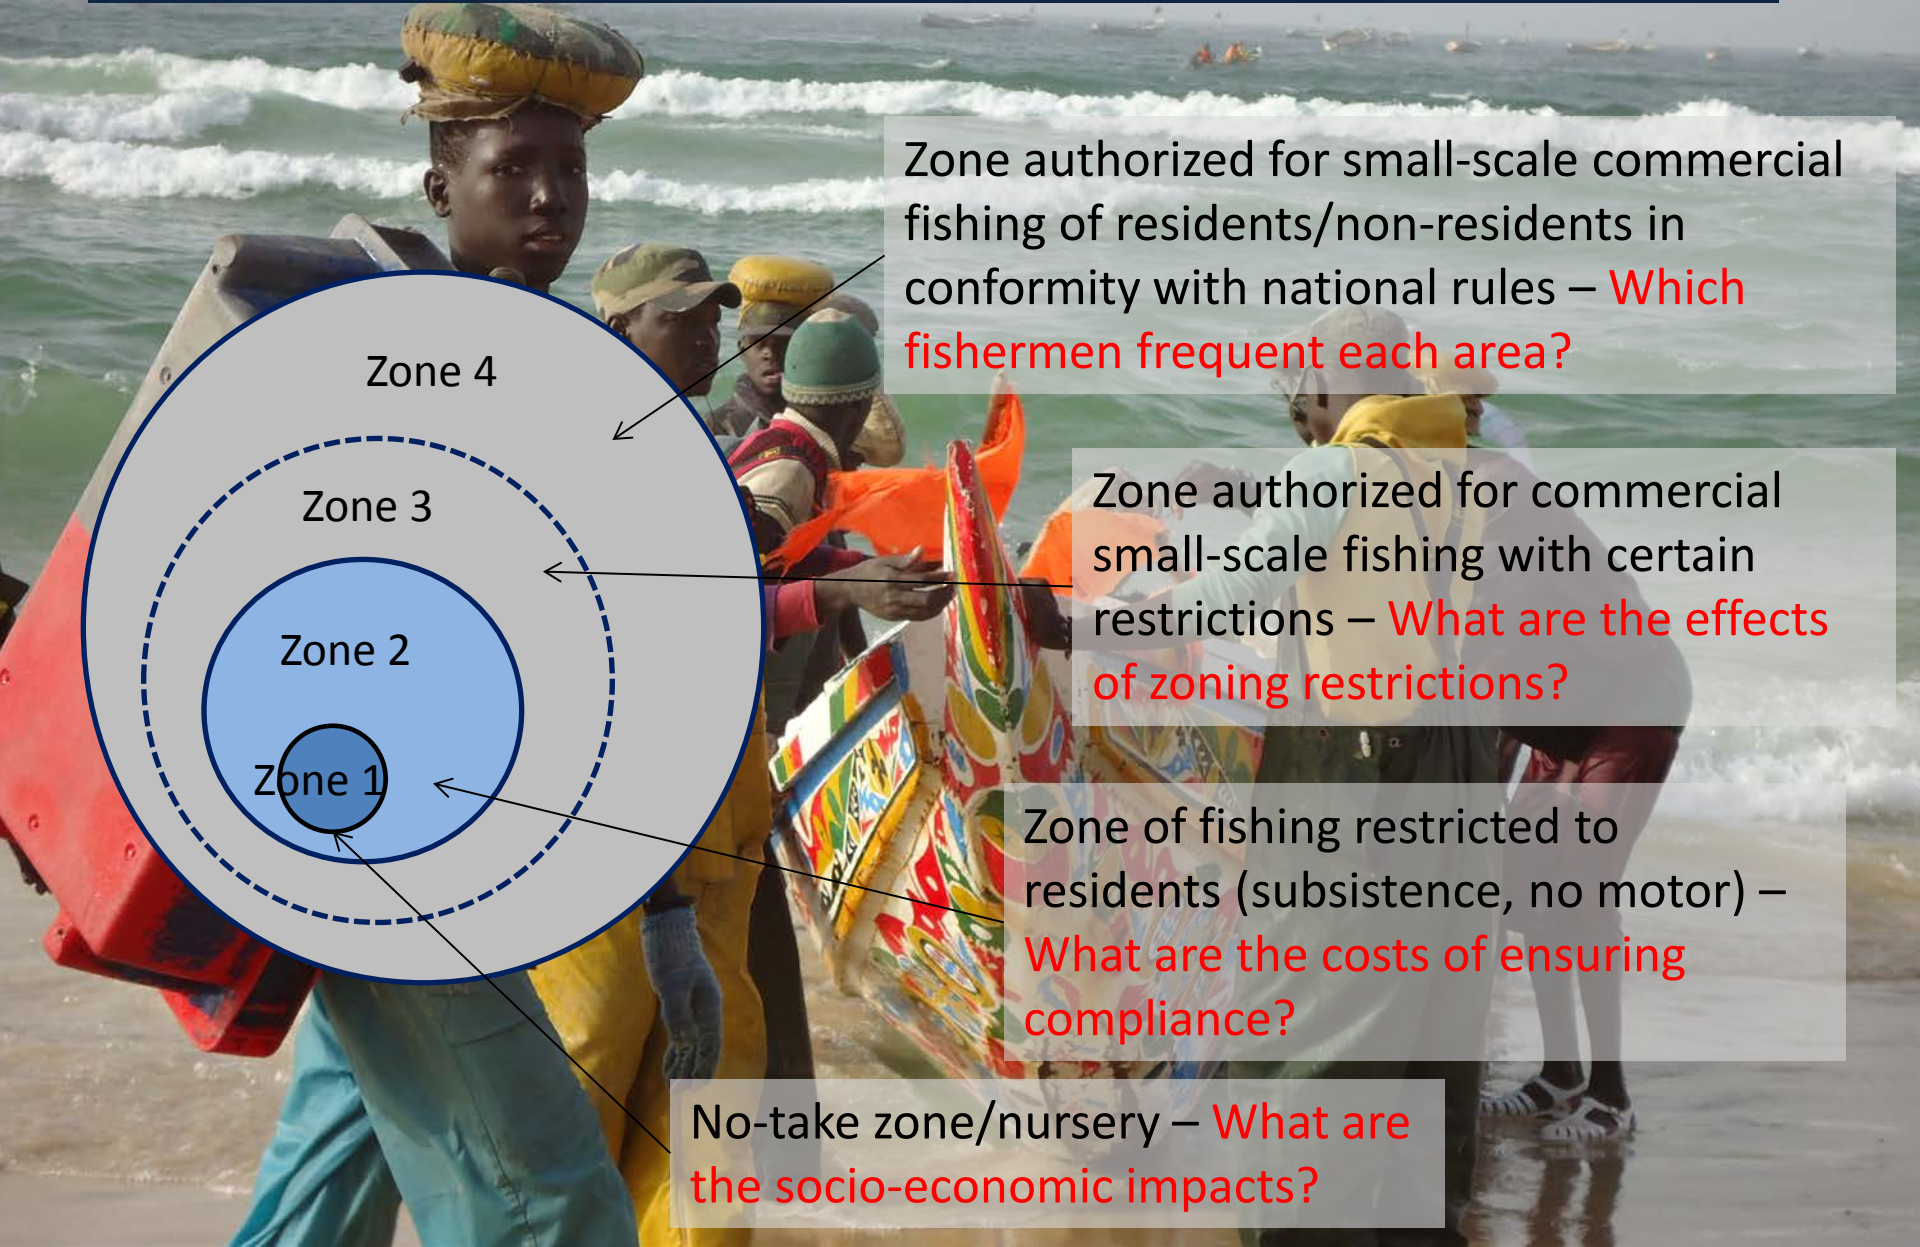 Zone authorized for small-scale commercial
fishing of residents/non-residents in
conformity with national rules – Which
fishermen frequent each area?
Zone 4
Zone authorized for commercial
small-scale fishing with certain
restrictions – What are the effects
of zoning restrictions?
Zone 3
Zone 2
Zone 1
Zone of fishing restricted to
residents (subsistence, no motor) –
What are the costs of ensuring
compliance?
No-take zone/nursery – What are
the socio-economic impacts?